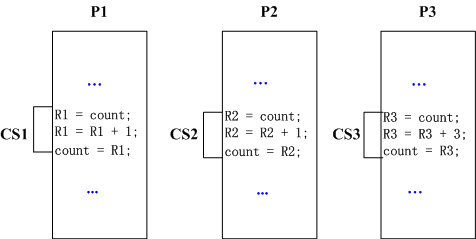 P1
...
CS1
R1 = count;
R1 = R1 + 1;
count = R1;
...
P2
...
CS2
R2 = count;
R2 = R2 + 1;
count = R2;
...
P3
...
CS3
R3 = count;
R3 = R3 + 3;
count = R3;
...